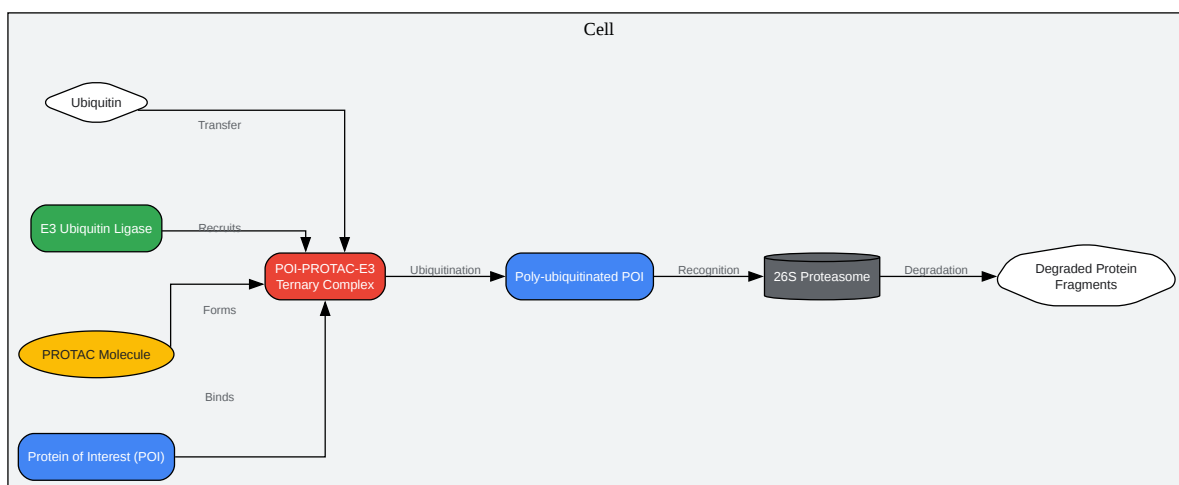 Cell
Ubiquitin
Transfer
E3 Ubiquitin Ligase
Recruits
POI-PROTAC-E3
Ternary Complex
Ubiquitination
Poly-ubiquitinated POI
Recognition
26S Proteasome
Degradation
Degraded Protein
Fragments
Forms
PROTAC Molecule
Binds
Protein of Interest (POI)